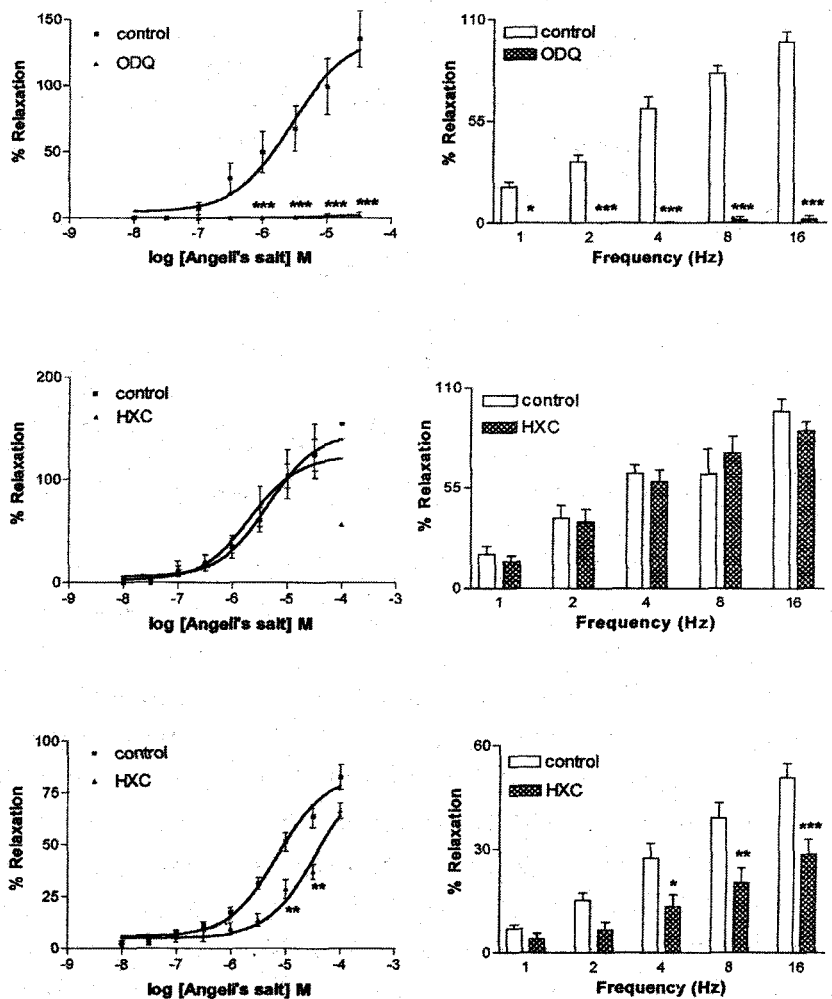 150
100
50
0
% Relaxation
control
ODQ
*** *** *** ***
-9 -8 -7 -6 -5 -4
log [Angeli's salt] M
110
55
0
% Relaxation
control
ODQ
* *** *** *** ***
1 2 4 8 16
Frequency (Hz)
200
100
0
% Relaxation
control
HXC
-9 -8 -7 -6 -5 -4 -3
log [Angeli's salt] M
110
55
0
% Relaxation
control
HXC
1 2 4 8 16
Frequency (Hz)
100
75
50
25
0
% Relaxation
control
HXC
** **
-9 -8 -7 -6 -5 -4 -3
log [Angeli's salt] M
60
30
0
% Relaxation
control
HXC
* ** ***
1 2 4 8 16
Frequency (Hz)